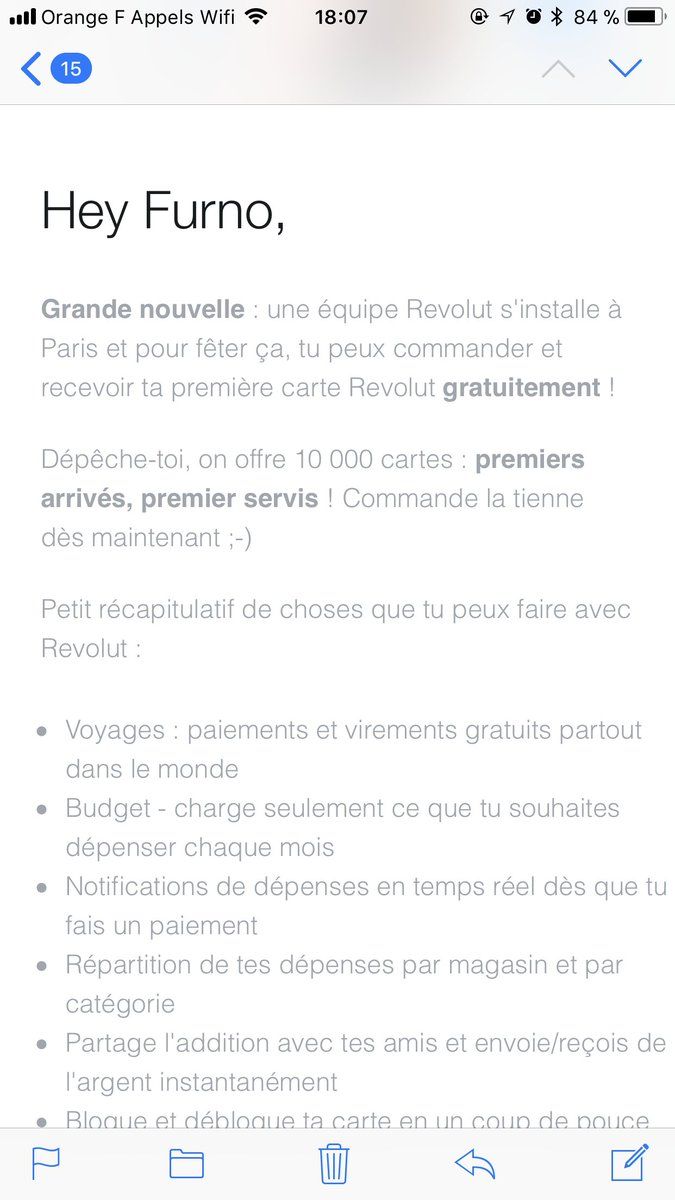 Orange F Appels Wifi 18:07 84 %
15
Hey Furno,
Grande nouvelle : une équipe Revolut s'installe à
Paris et pour fêter ça, tu peux commander et
recevoir ta première carte Revolut gratuitement !
Dépêche-toi, on offre 10 000 cartes : premiers
arrivés, premier servis ! Commande la tienne
dès maintenant ;-)
Petit récapitulatif de choses que tu peux faire avec
Revolut :
• Voyages : paiements et virements gratuits partout
dans le monde
• Budget - charge seulement ce que tu souhaites
dépenser chaque mois
• Notifications de dépenses en temps réel dès que tu
fais un paiement
• Répartition de tes dépenses par magasin et par
catégorie
• Partage l'addition avec tes amis et envoie/reçois de
l'argent instantanément
• Bloque et débloque ta carte en un coup de pouce